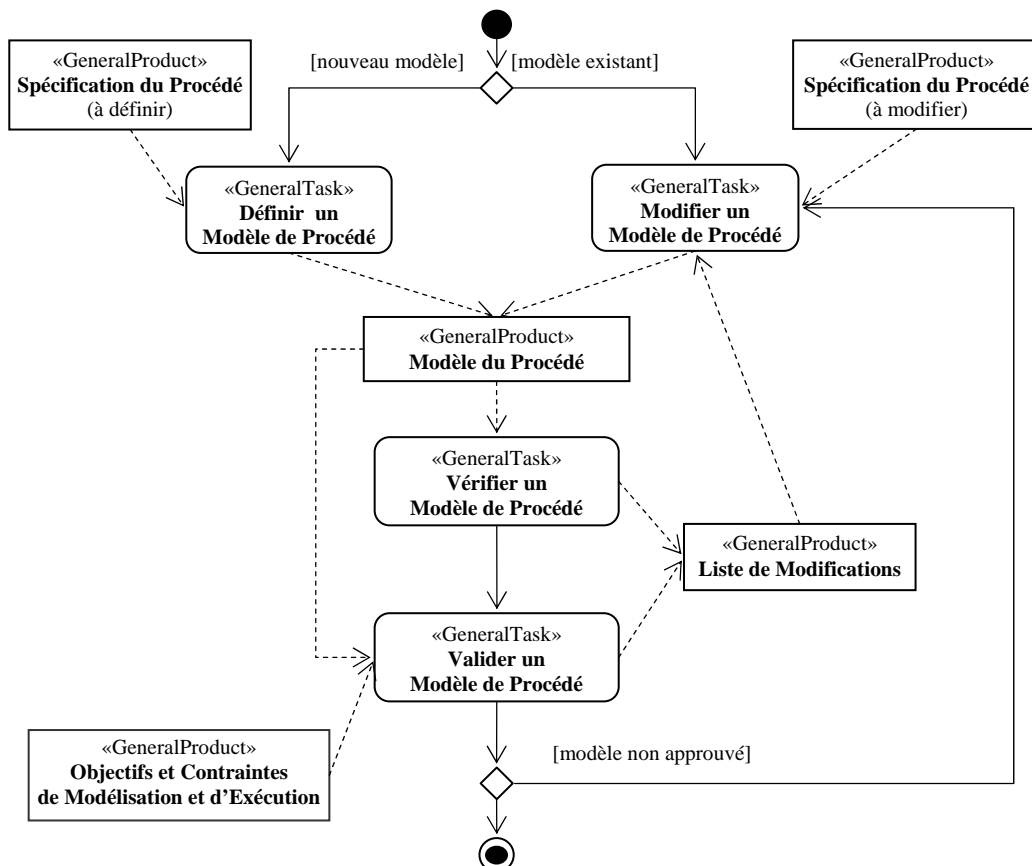 [nouveau modèle]
[modèle existant]
«GeneralProduct»
Spécification du Procédé
(à définir)
«GeneralProduct»
Spécification du Procédé
(à modifier)
«GeneralTask»
Définir un
Modèle de Procédé
«GeneralTask»
Modifier un
Modèle de Procédé
«GeneralProduct»
Modèle du Procédé
«GeneralTask»
Vérifier un
Modèle de Procédé
«GeneralProduct»
Liste de Modifications
«GeneralTask»
Valider un
Modèle de Procédé
«GeneralProduct»
Objectifs et Contraintes
de Modélisation et d'Exécution
[modèle non approuvé]